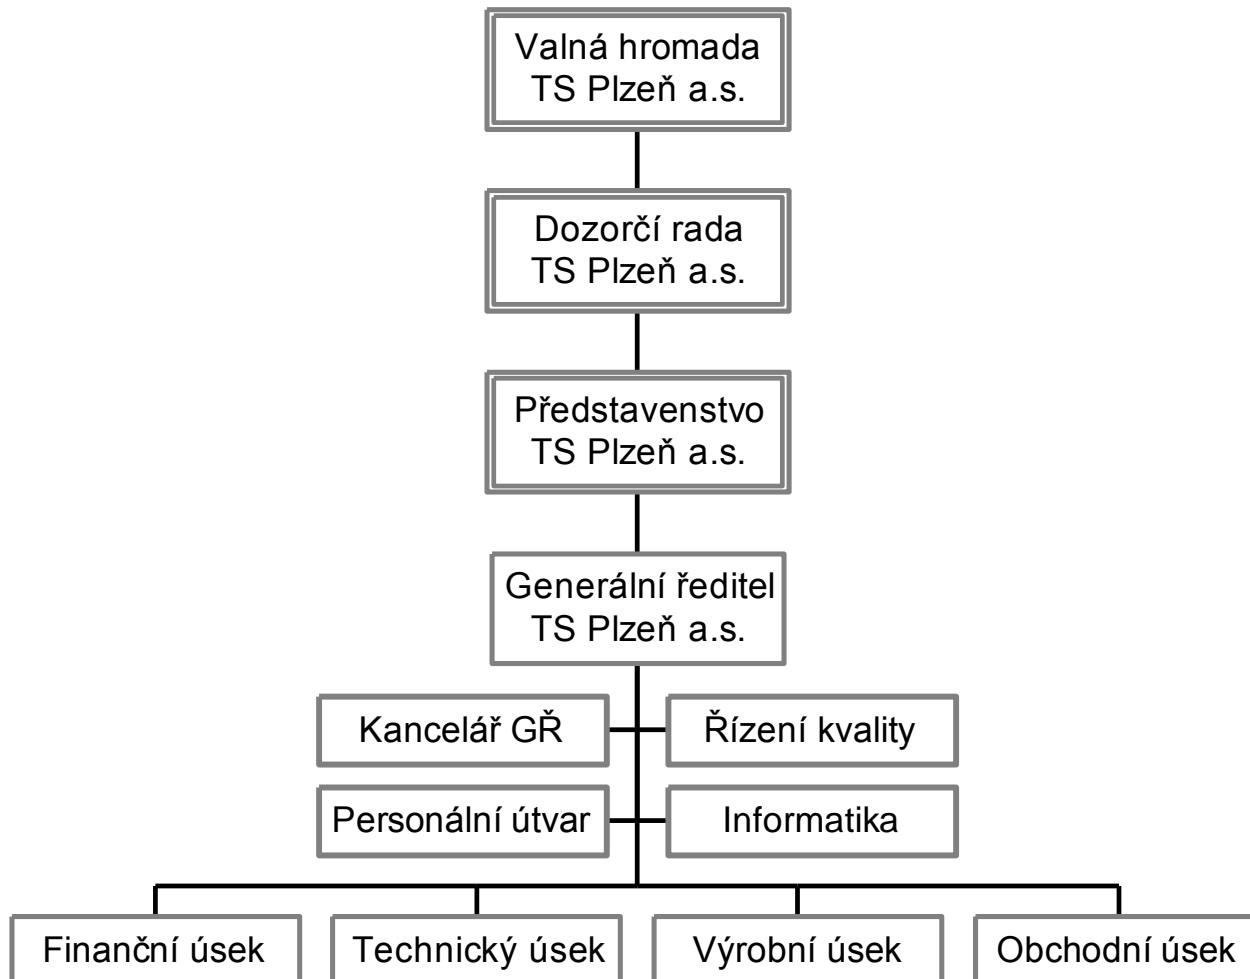 Valná hromada
TS Plzeň a.s.
Dozorčí rada
TS Plzeň a.s.
Představenstvo
TS Plzeň a.s.
Generální ředitel
TS Plzeň a.s.
Kancelář GŘ
Řízení kvality
Personální útvar
Informatika
Finanční úsek
Technický úsek
Výrobní úsek
Obchodní úsek